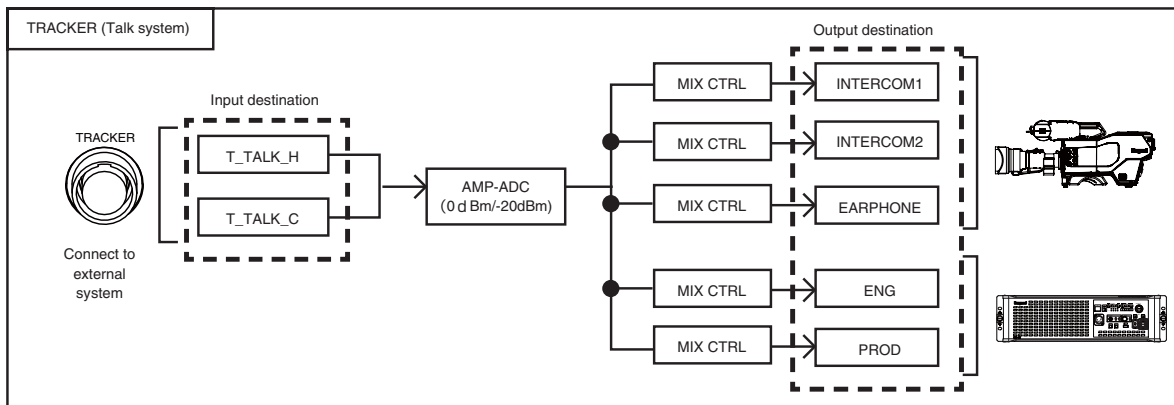 TRACKER (Talk system)
Output destination
Input destination
TRACKER
T_TALK_H
T_TALK_C
Connect to
external
system
AMP-ADC
(0 d Bm/-20dBm)
MIX CTRL
INTERCOM1
MIX CTRL
INTERCOM2
MIX CTRL
EARPHONE
MIX CTRL
ENG
MIX CTRL
PROD